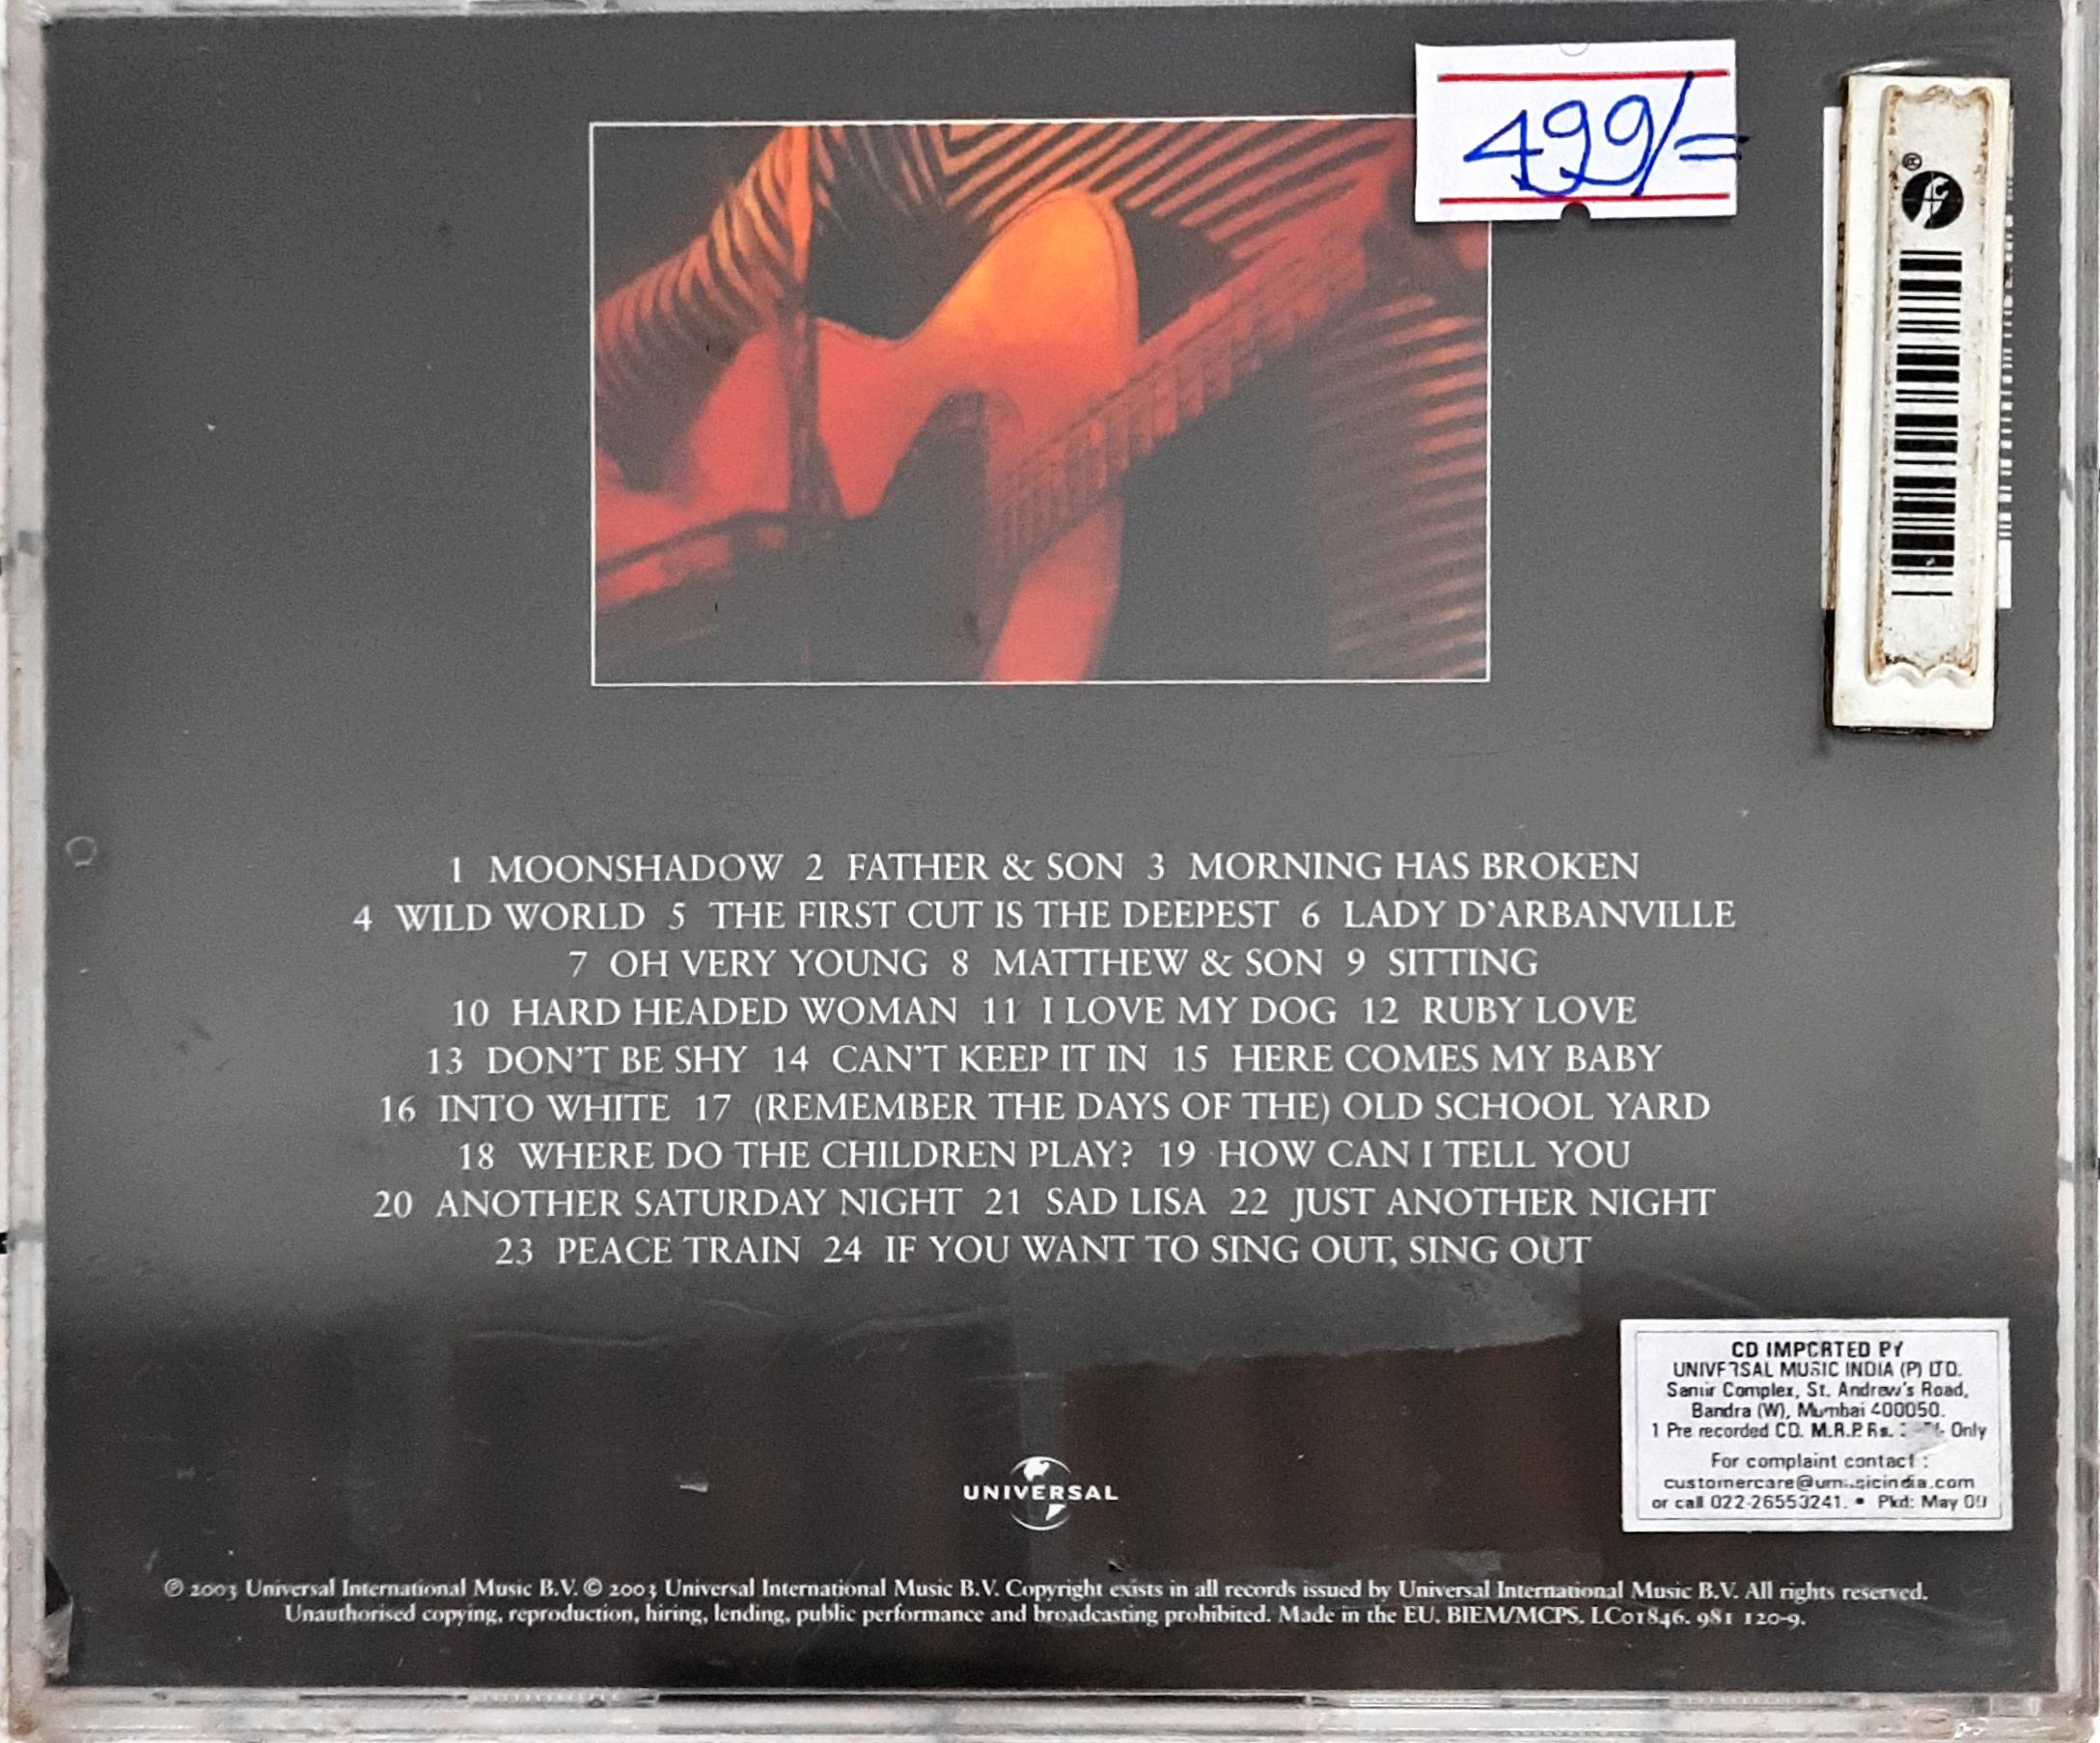 499/=
®
1 MOONSHADOW 2 FATHER & SON 3 MORNING HAS BROKEN
4 WILD WORLD 5 THE FIRST CUT IS THE DEEPEST 6 LADY D'ARBANVILLE
7 OH VERY YOUNG 8 MATTHEW & SON 9 SITTING
10 HARD HEADED WOMAN 11 I LOVE MY DOG 12 RUBY LOVE
13 DON'T BE SHY 14 CAN'T KEEP IT IN 15 HERE COMES MY BABY
16 INTO WHITE 17 (REMEMBER THE DAYS OF THE) OLD SCHOOL YARD
18 WHERE DO THE CHILDREN PLAY? 19 HOW CAN I TELL YOU
20 ANOTHER SATURDAY NIGHT 21 SAD LISA 22 JUST ANOTHER NIGHT
23 PEACE TRAIN 24 IF YOU WANT TO SING OUT, SING OUT
CD IMPORTED BY
UNIVERSAL MUSIC INDIA (P) LTD.
Samir Complex, St. Andrew's Road,
Bandra (W), Mumbai 400050.
1 Pre recorded CD. M.R.P. Rs. Only
For complaint contact :
customercare@umusicindia.com
or call 022-26553241. • Pkd: May
UNIVERSAL
℗ 2003 Universal International Music B.V. © 2003 Universal International Music B.V. Copyright exists in all records issued by Universal International Music B.V. All rights reserved.
Unauthorised copying, reproduction, hiring, lending, public performance and broadcasting prohibited. Made in the EU. BIEM/MCPS. LC01846. 981 120-9.